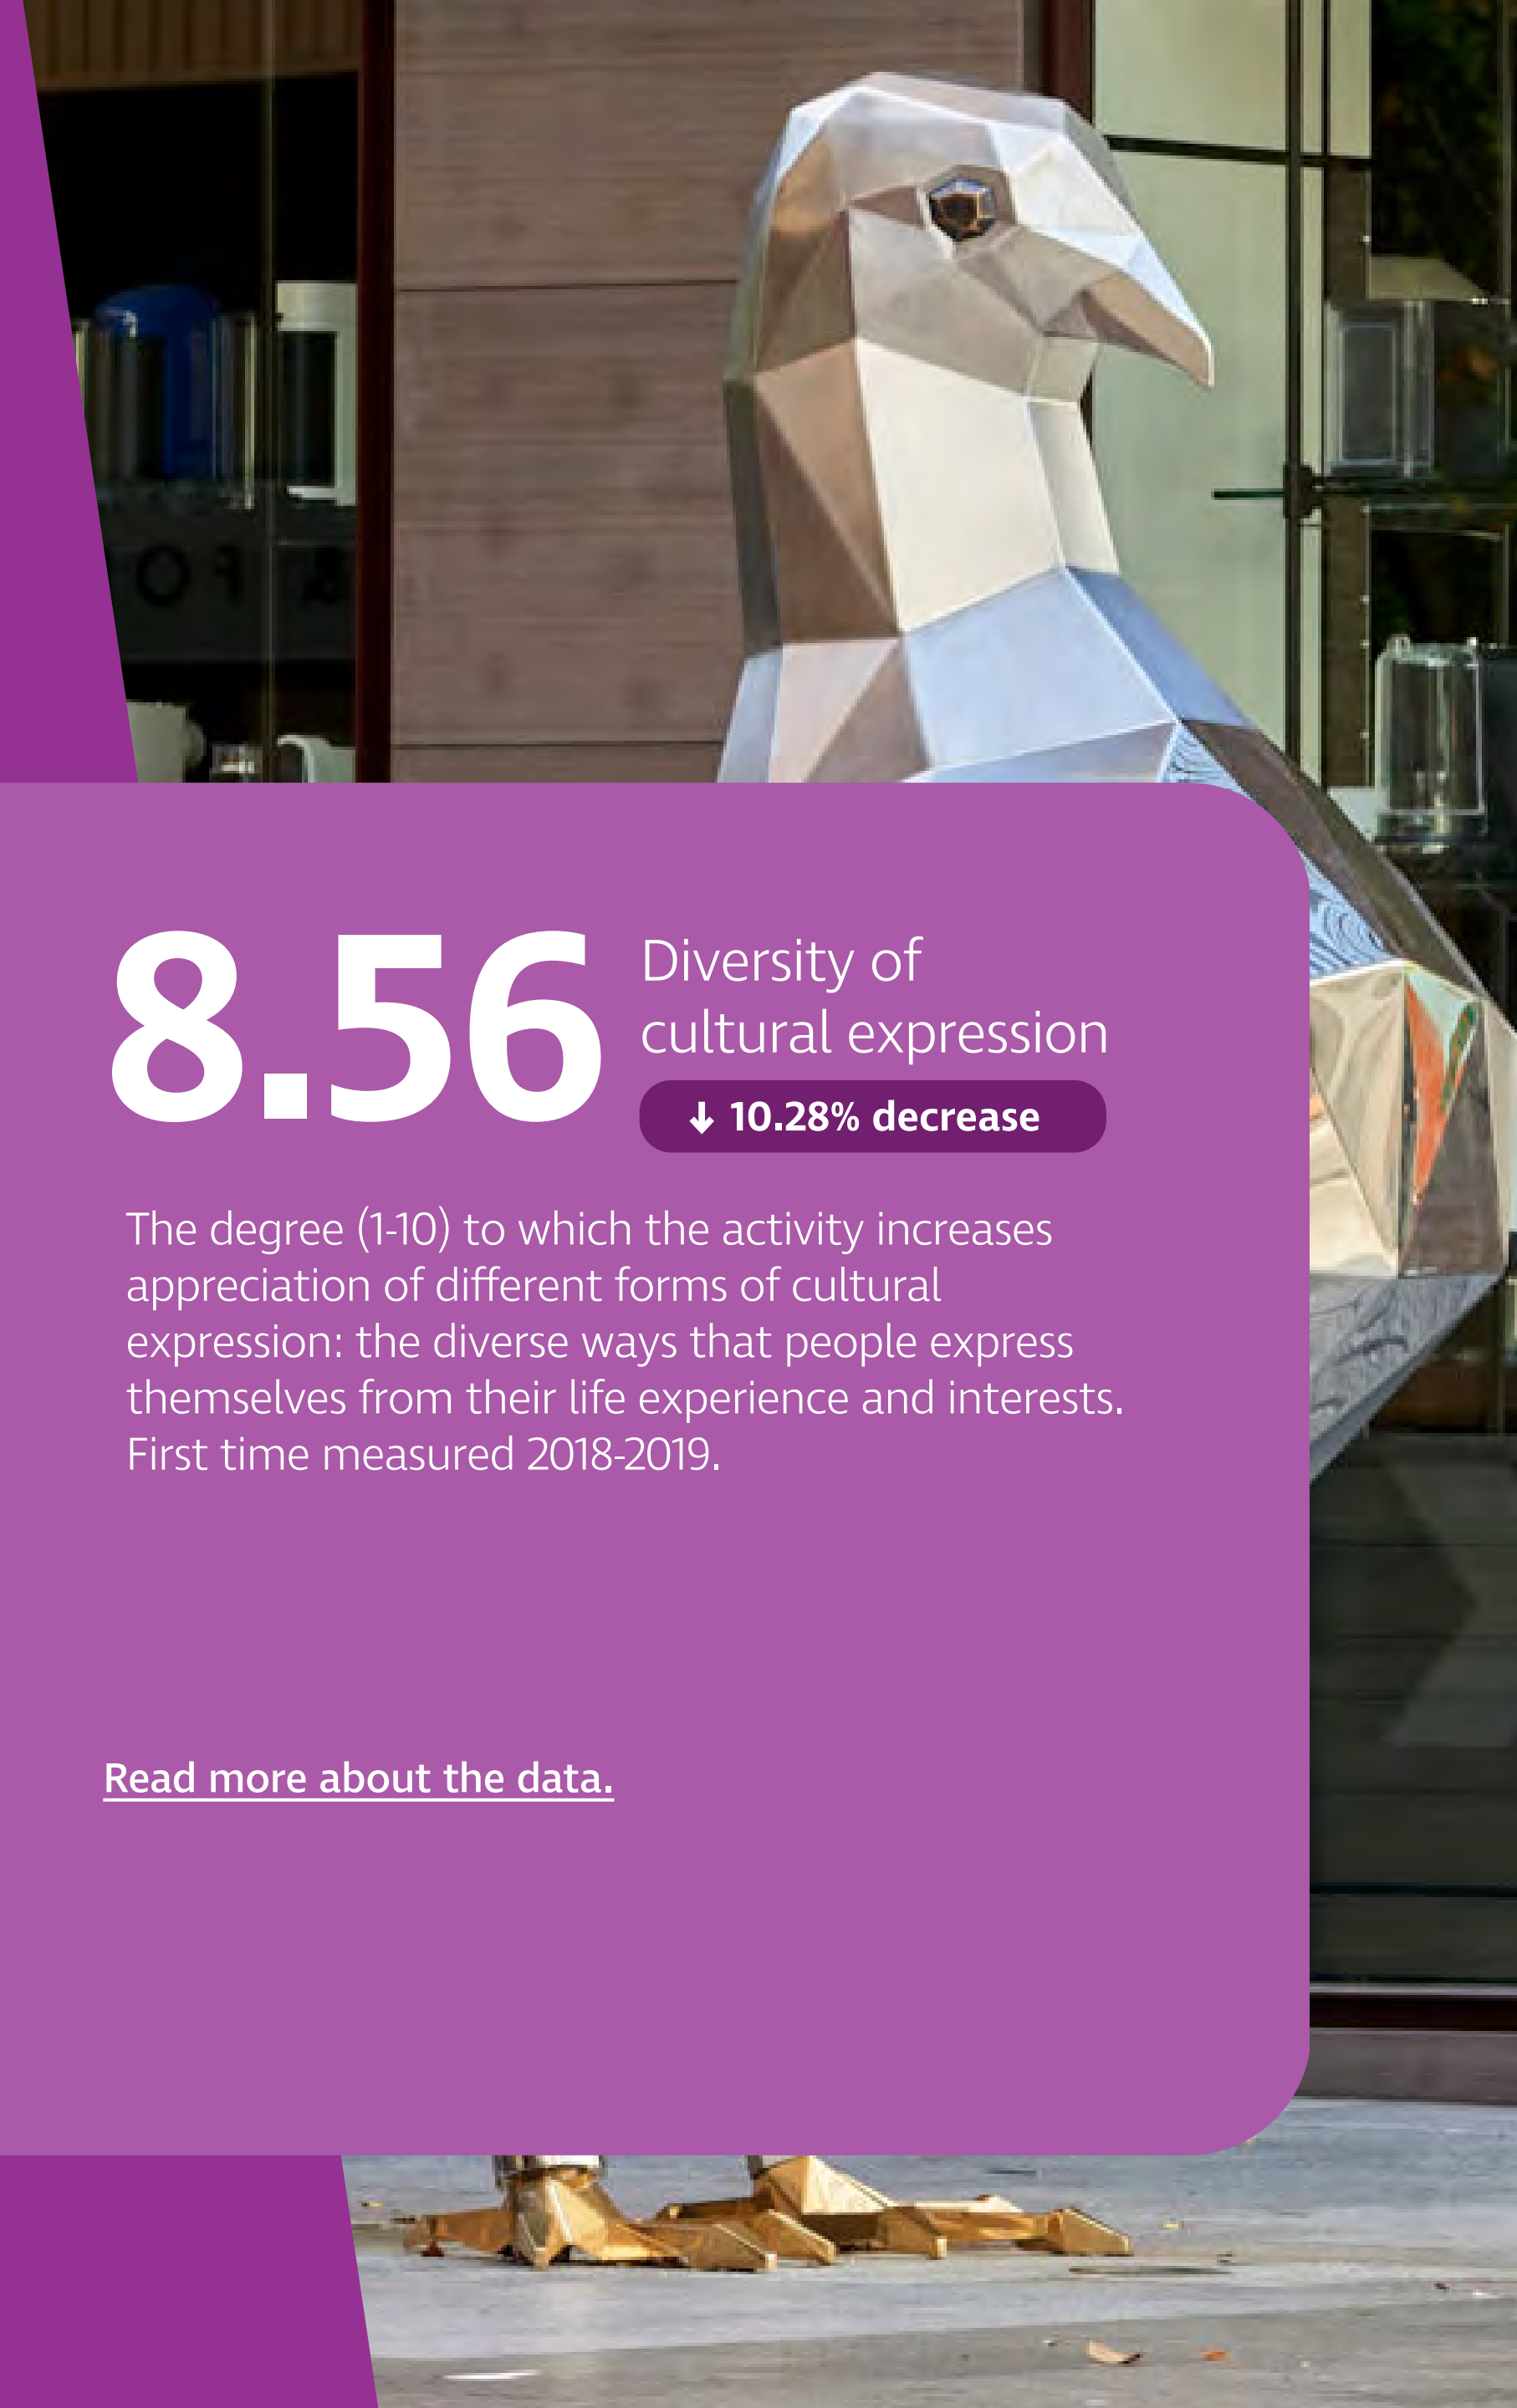 8.56
Diversity of
cultural expression
↓ 10.28% decrease
The degree (1-10) to which the activity increases
appreciation of different forms of cultural
expression: the diverse ways that people express
themselves from their life experience and interests.
First time measured 2018-2019.
Read more about the data.